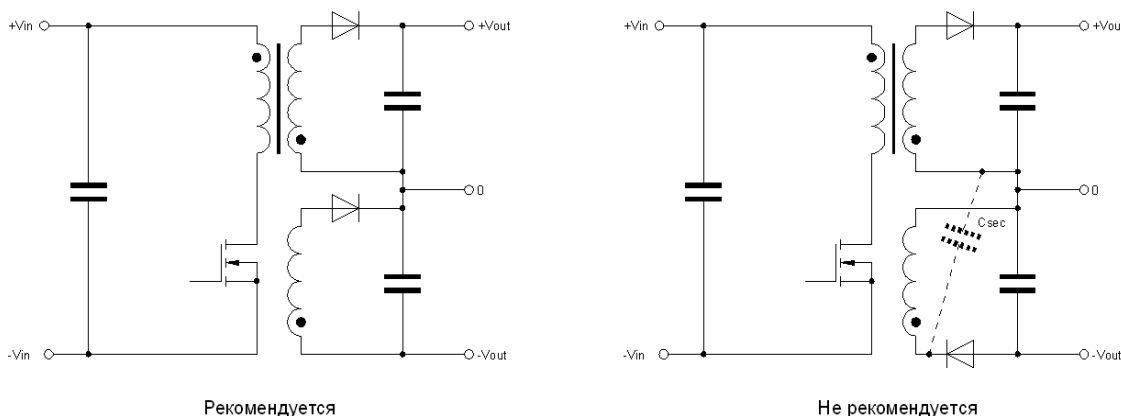 +Vin
+Vout
0
-Vin
-Vout
Рекомендуется
+Vin
+Vou
0
Csec
-Vin
-Vout
Не рекомендуется